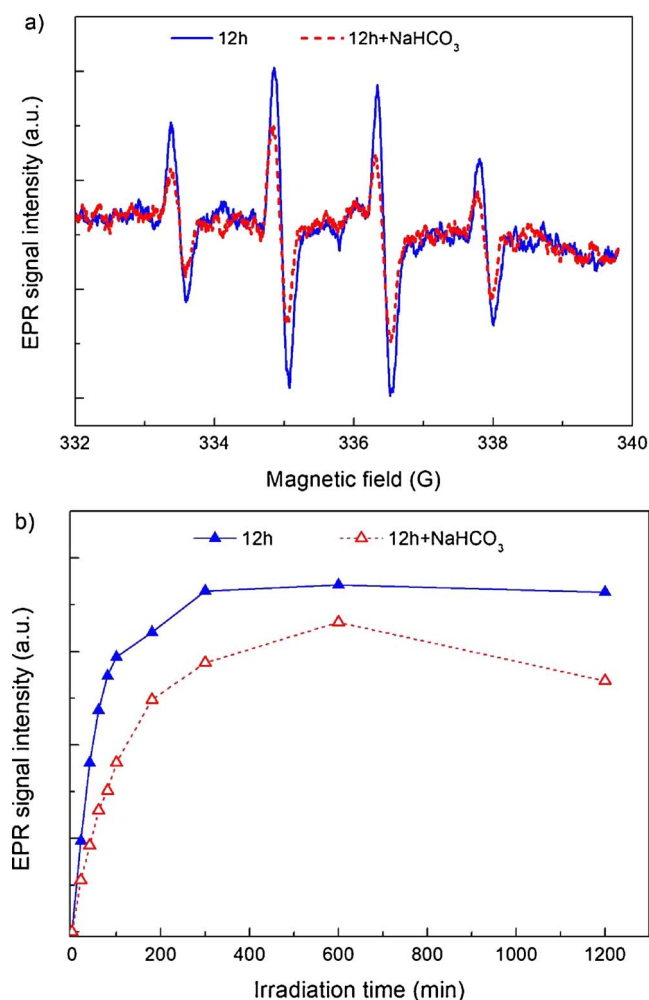 a)
12h
12h+NaHCO₃
EPR signal intensity (a.u.)
332
334
336
338
340
Magnetic field (G)
b)
12h
12h+NaHCO₃
EPR signal intensity (a.u.)
0
200
400
600
800
1000
1200
Irradiation time (min)